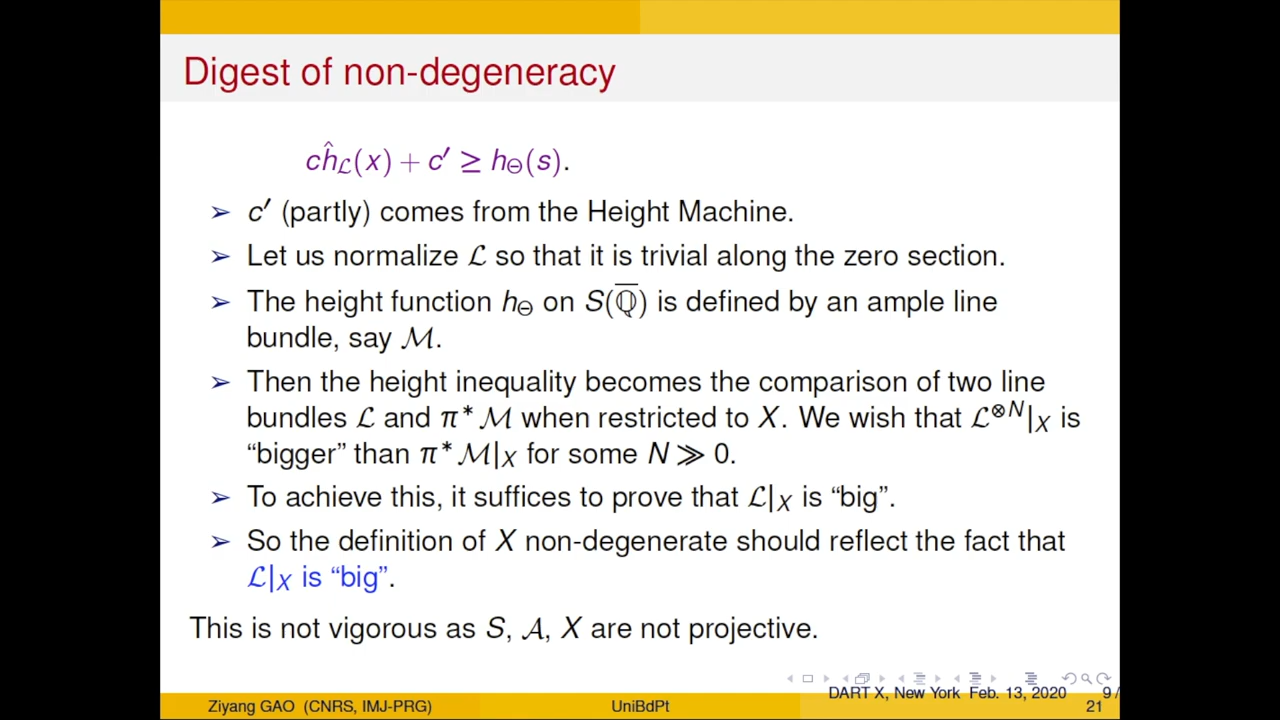 Digest of non-degeneracy
cĥ_ℒ(x) + c′ ≥ h_Θ(s).
➢ c′ (partly) comes from the Height Machine.
➢ Let us normalize ℒ so that it is trivial along the zero section.
➢ The height function h_Θ on S(ℚ̅) is defined by an ample line
bundle, say ℳ.
➢ Then the height inequality becomes the comparison of two line
bundles ℒ and π*ℳ when restricted to X. We wish that ℒ^⊗N|_X is
“bigger” than π*ℳ|_X for some N ≫ 0.
➢ To achieve this, it suffices to prove that ℒ|_X is “big”.
➢ So the definition of X non-degenerate should reflect the fact that
ℒ|_X is “big”.
This is not vigorous as S, 𝒜, X are not projective.
Ziyang GAO (CNRS, IMJ-PRG) UniBdPt DART X, New York Feb. 13, 2020 9 /
21